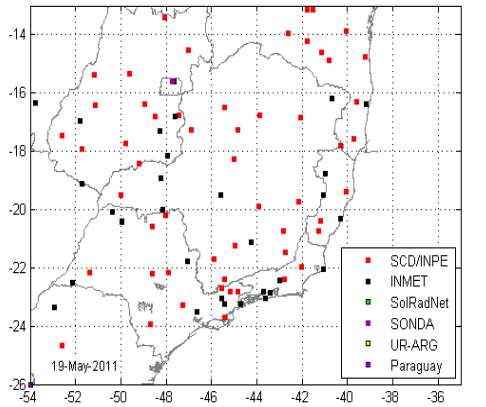 -14
-16
-18
-20
-22
-24
-26
-54 -52 -50 -48 -46 -44 -42 -40 -38 -36
19-May-2011
SCD/INPE
INMET
SolRadNet
SONDA
UR-ARG
Paraguay